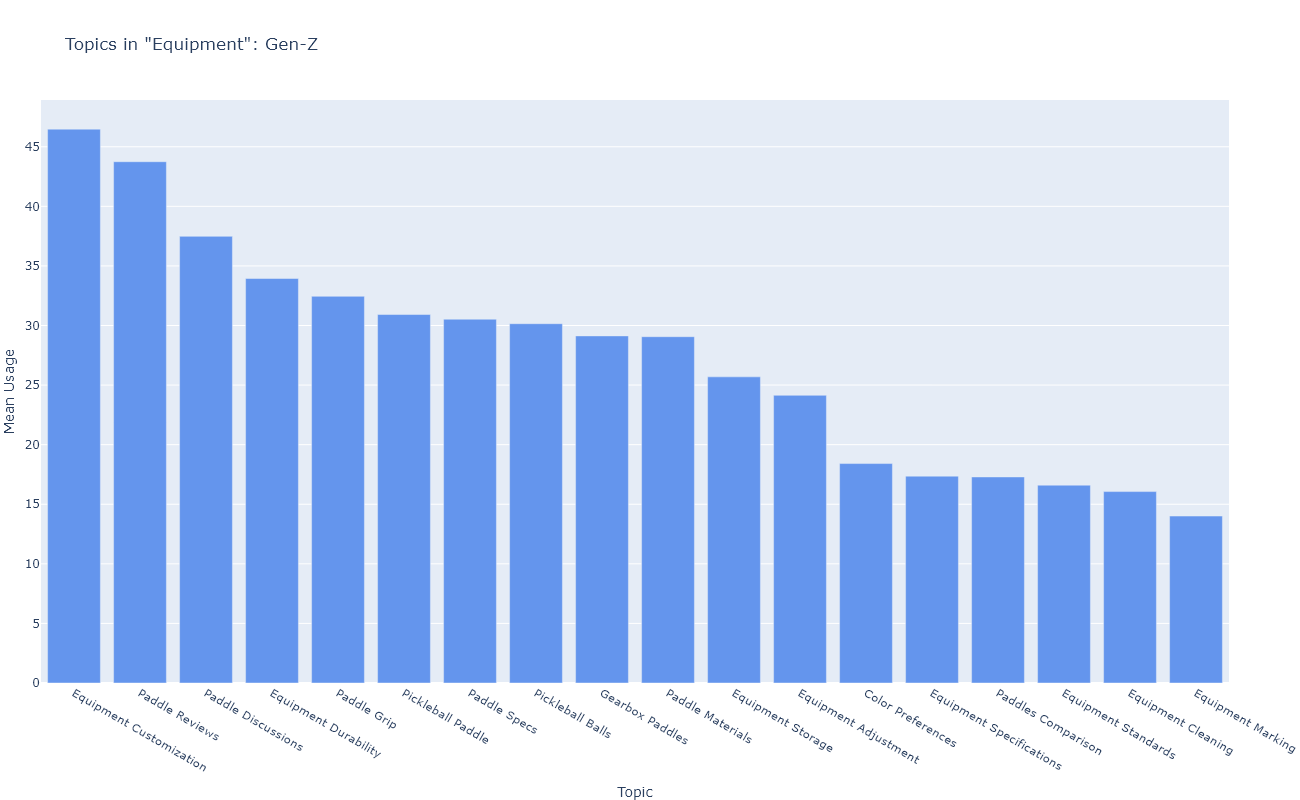 Topics in "Equipment": Gen-Z
Mean Usage
45
40
35
30
25
20
15
10
5
0
Equipment Customization
Paddle Reviews
Paddle Discussions
Equipment Durability
Paddle Grip
Pickleball Paddle
Paddle Specs
Pickleball Balls
Gearbox Paddles
Paddle Materials
Equipment Storage
Equipment Adjustment
Color Preferences
Equipment Specifications
Paddles Comparison
Equipment Standards
Equipment Cleaning
Equipment Marking
Topic